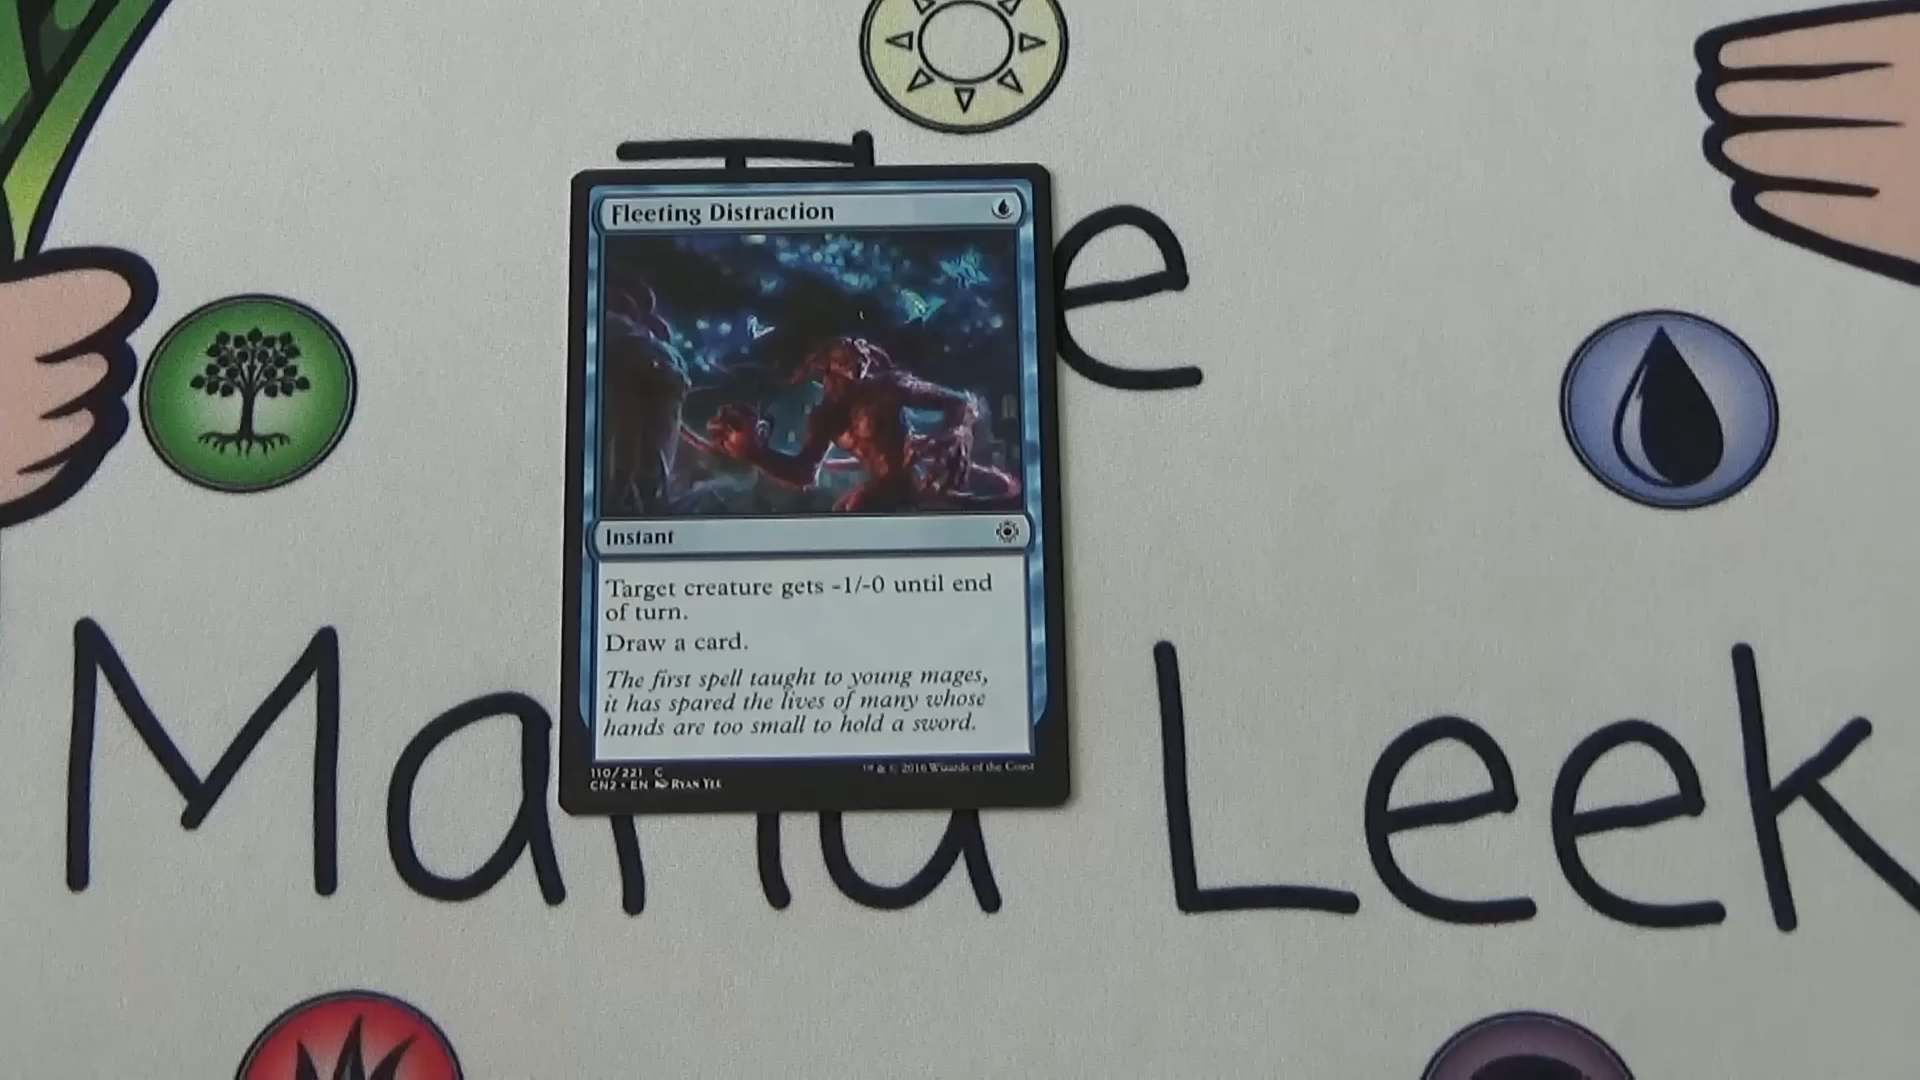 Fleeting Distraction
Instant
Target creature gets -1/-0 until end
of turn.
Draw a card.
The first spell taught to young mages,
it has spared the lives of many whose
hands are too small to hold a sword.
110/221 C
CN2 • EN RYAN YEE
™ & © 2016 Wizards of the Coast
e
Ma
Leek